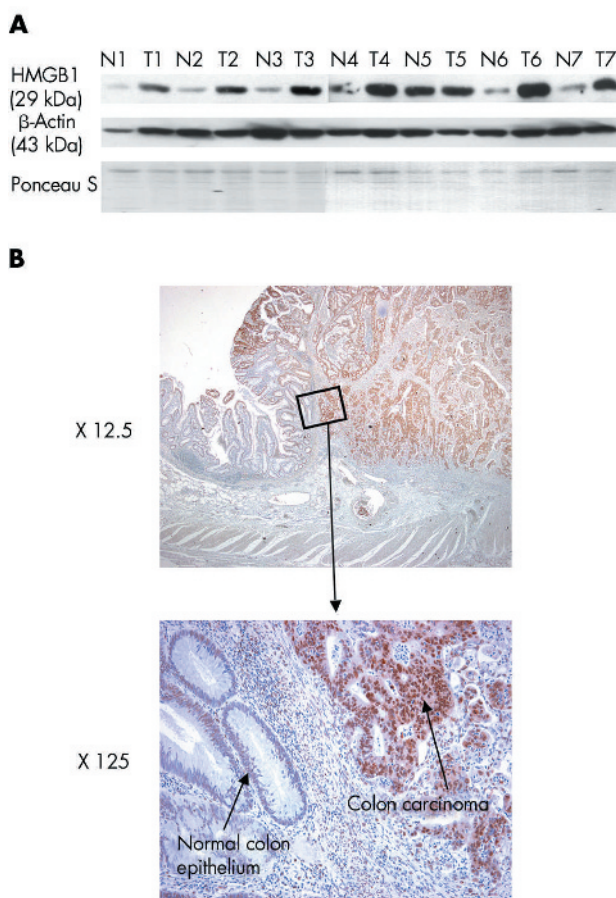 A
N1 T1 N2 T2 N3 T3 N4 T4 N5 T5 N6 T6 N7 T7
HMGB1
(29 kDa)
β-Actin
(43 kDa)
Ponceau S
B
X 12.5
X 125
Colon carcinoma
Normal colon
epithelium